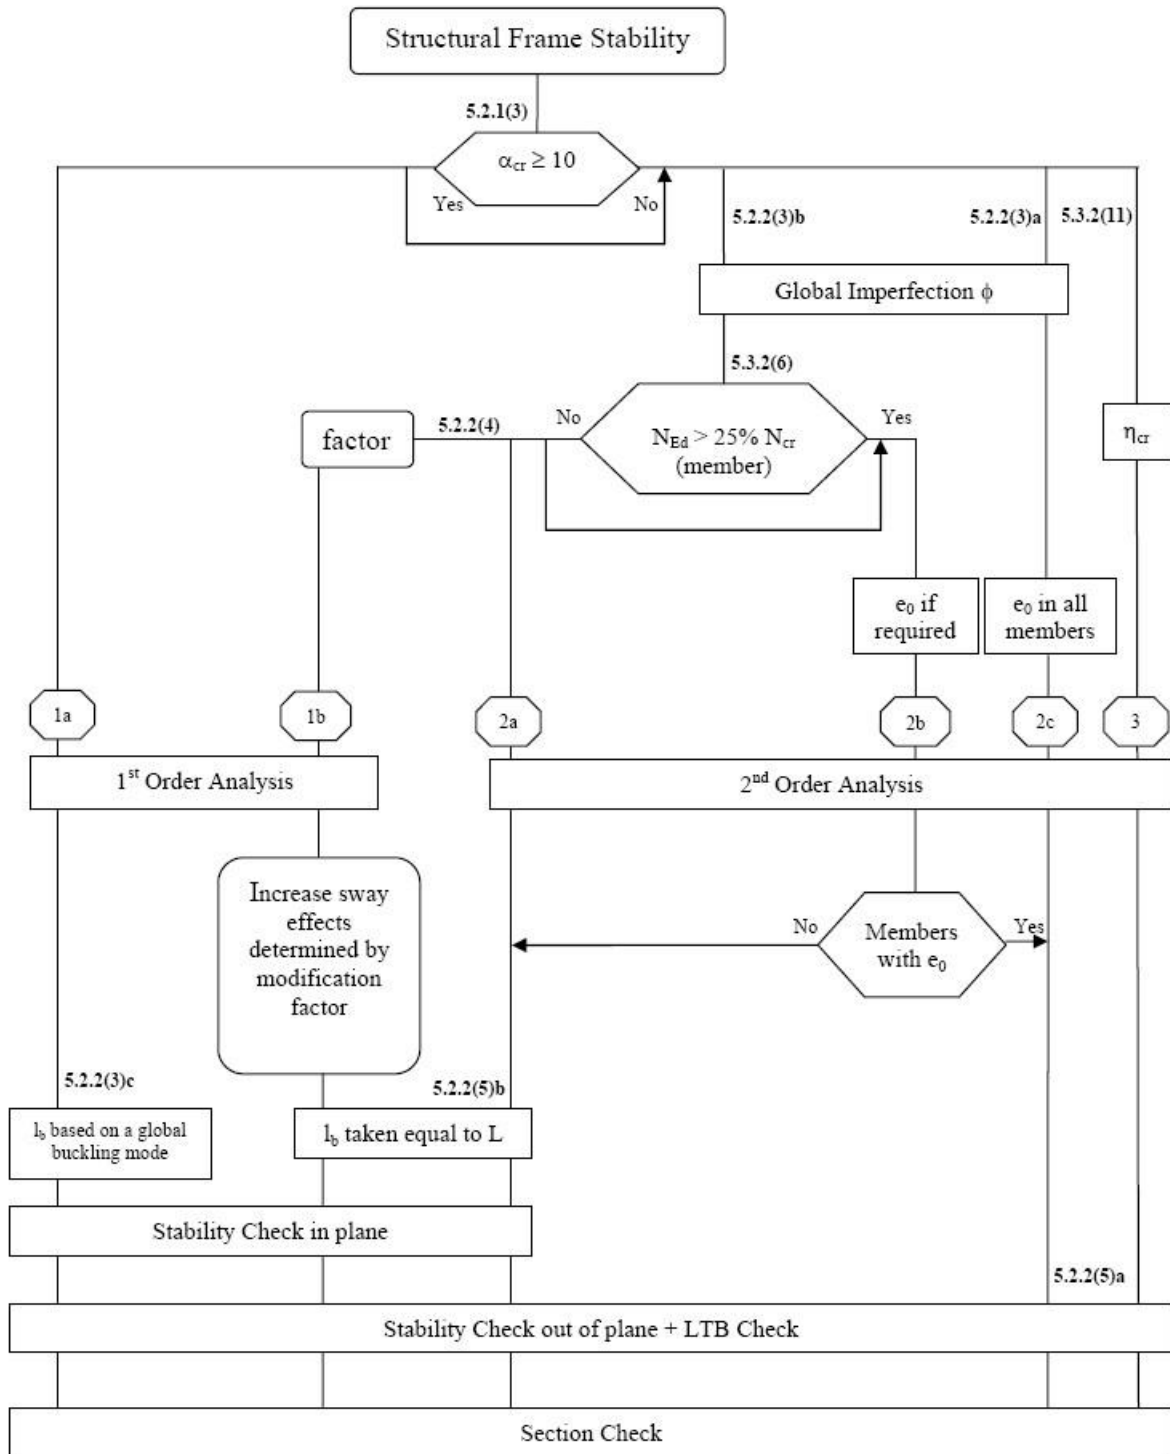 Structural Frame Stability
5.2.1(3)
αcr ≥ 10
Yes
No
5.2.2(3)b
5.2.2(3)a
5.3.2(11)
Global Imperfection ϕ
5.3.2(6)
factor
5.2.2(4)
No
Yes
NEd > 25% Ncr
(member)
ηcr
e0 if
required
e0 in all
members
1a
1b
2a
2b
2c
3
1st Order Analysis
2nd Order Analysis
Increase sway
effects
determined by
modification
factor
No
Members
with e0
Yes
5.2.2(3)c
5.2.2(5)b
lb based on a global
buckling mode
lb taken equal to L
Stability Check in plane
5.2.2(5)a
Stability Check out of plane + LTB Check
Section Check